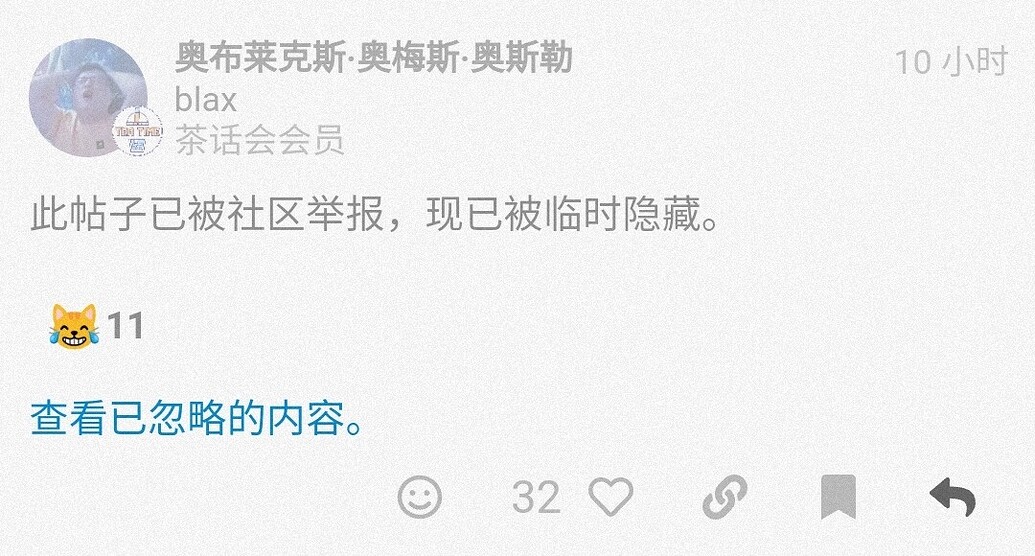 奥布莱克斯·奥梅斯·奥斯勒
10 小时
blax
TEA TIME
茶话会会员
此帖子已被社区举报，现已被临时隐藏。
11
查看已忽略的内容。
32